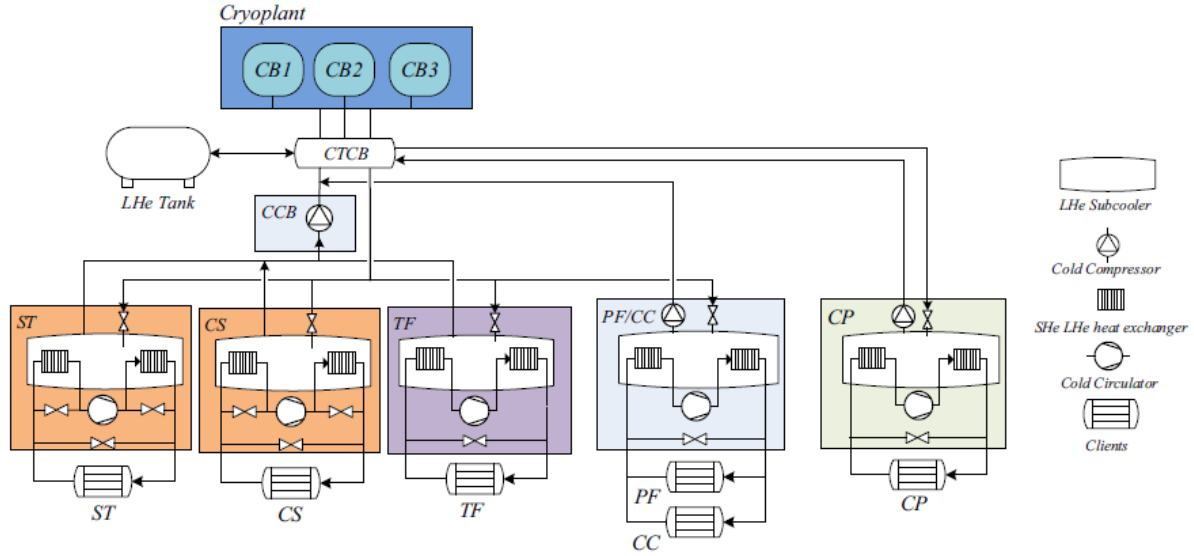 Cryoplant
CB1
CB2
CB3
CTCB
LHe Tank
CCB
LHe Subcooler
Cold Compressor
SHe LHe heat exchanger
Cold Circulator
Clients
ST
CS
TF
PF/CC
CP
ST
CS
TF
PF
CC
CP